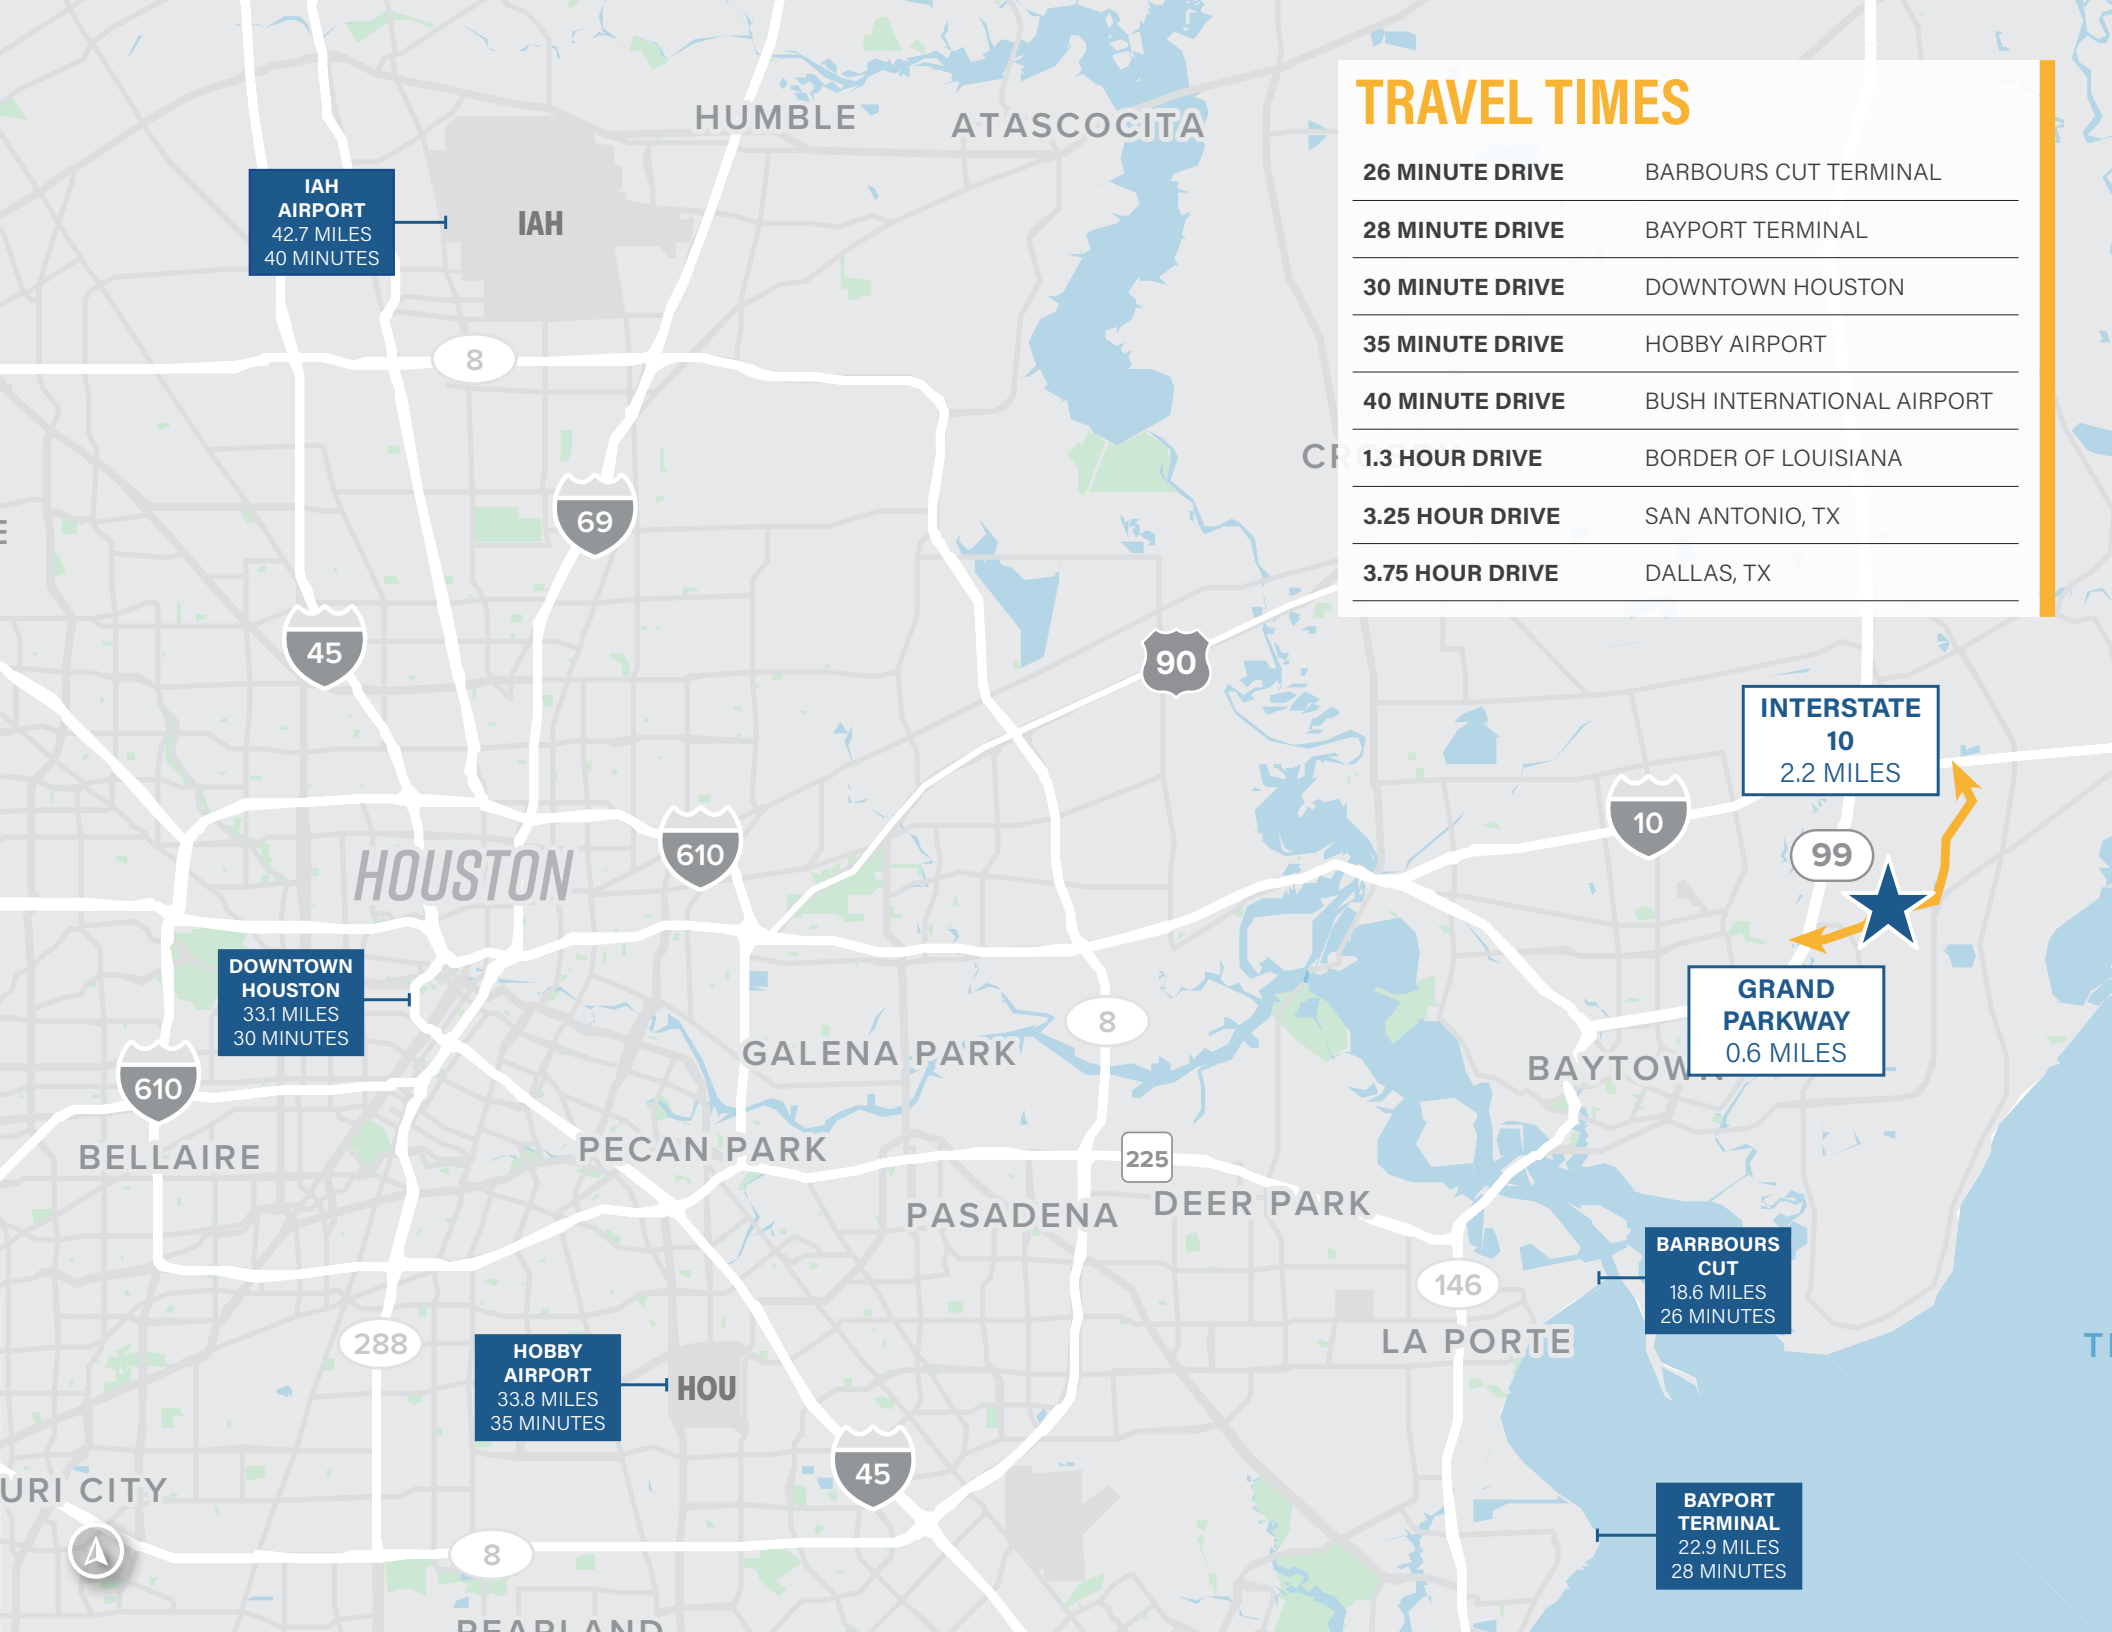 HUMBLE
ATASCOCITA
TRAVEL TIMES
26 MINUTE DRIVE BARBOURS CUT TERMINAL
28 MINUTE DRIVE BAYPORT TERMINAL
30 MINUTE DRIVE DOWNTOWN HOUSTON
35 MINUTE DRIVE HOBBY AIRPORT
40 MINUTE DRIVE BUSH INTERNATIONAL AIRPORT
1.3 HOUR DRIVE BORDER OF LOUISIANA
3.25 HOUR DRIVE SAN ANTONIO, TX
3.75 HOUR DRIVE DALLAS, TX
IAH
AIRPORT
42.7 MILES
40 MINUTES
IAH
8
69
45
90
INTERSTATE
10
2.2 MILES
10
99
610
HOUSTON
DOWNTOWN
HOUSTON
33.1 MILES
30 MINUTES
GRAND
PARKWAY
0.6 MILES
8
GALENA PARK
BAYTOWN
610
BELLAIRE
PECAN PARK
225
PASADENA
DEER PARK
BARRBOURS
CUT
18.6 MILES
26 MINUTES
146
LA PORTE
288
HOBBY
AIRPORT
33.8 MILES
35 MINUTES
HOU
45
URI CITY
8
BAYPORT
TERMINAL
22.9 MILES
28 MINUTES
PEARLAND